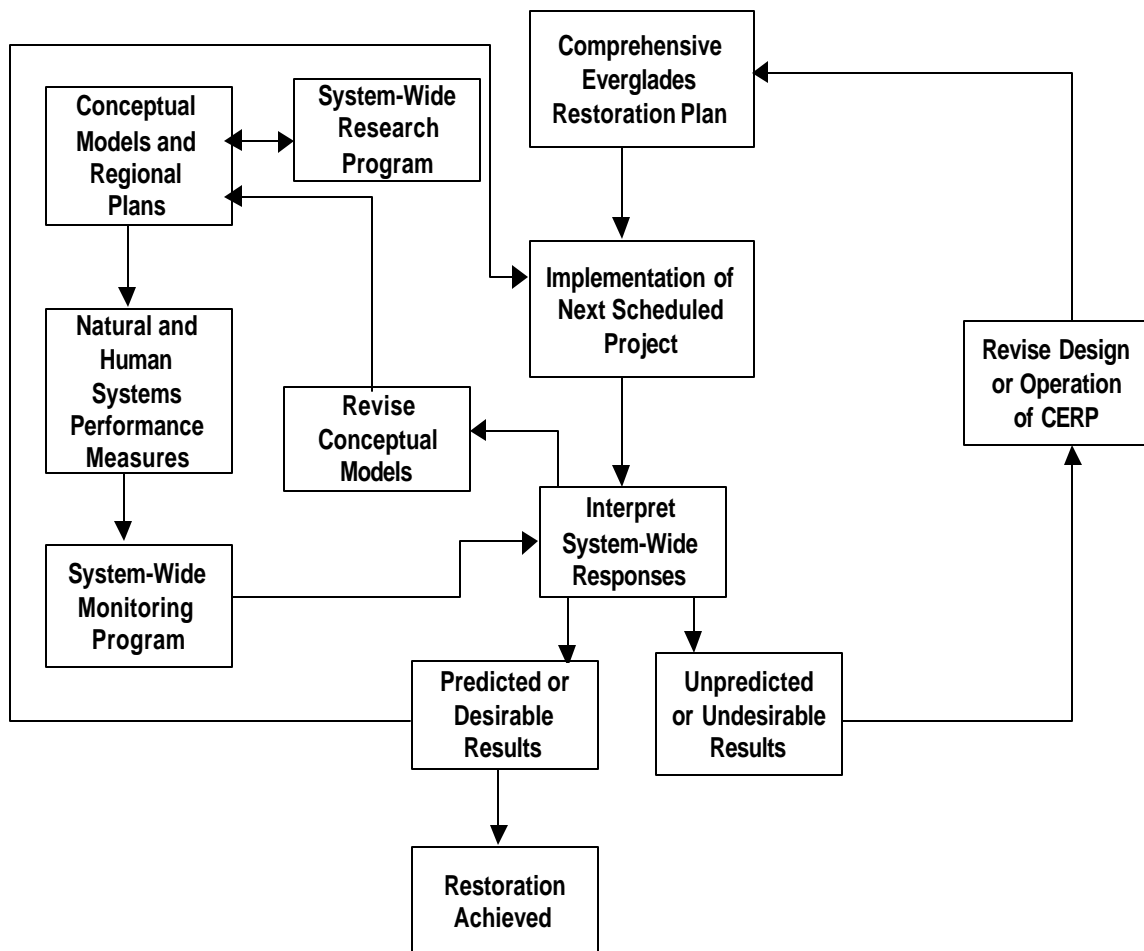 Comprehensive
Everglades
Restoration Plan
Conceptual
Models and
Regional
Plans
System-Wide
Research
Program
Implementation of
Next Scheduled
Project
Natural and
Human
Systems
Performance
Measures
Revise
Conceptual
Models
Revise Design
or Operation
of CERP
Interpret
System-Wide
Responses
System-Wide
Monitoring
Program
Predicted or
Desirable
Results
Unpredicted
or Undesirable
Results
Restoration
Achieved